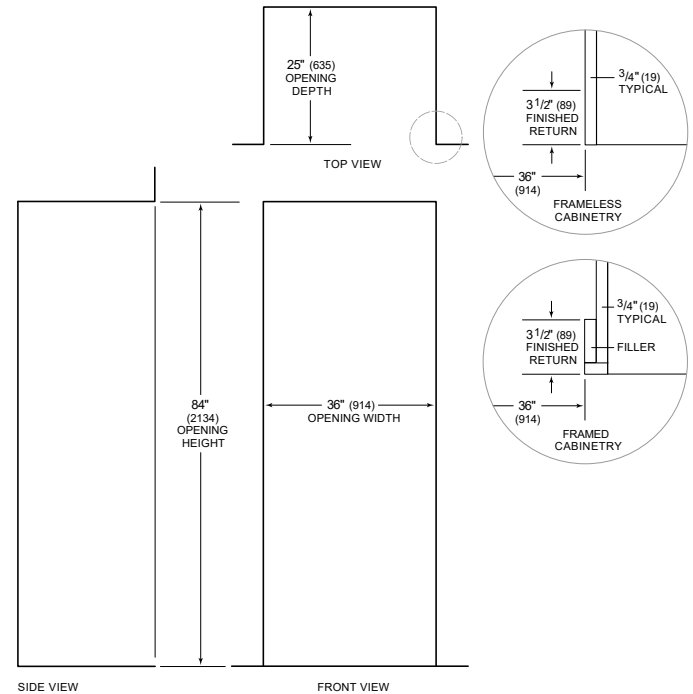 25" (635)
OPENING
DEPTH
TOP VIEW
3/4" (19)
TYPICAL
3 1/2" (89)
FINISHED
RETURN
36"
(914)
FRAMELESS
CABINETRY
3/4" (19)
TYPICAL
3 1/2" (89)
FINISHED
RETURN
FILLER
36"
(914)
FRAMED
CABINETRY
84"
(2134)
OPENING
HEIGHT
36" (914)
OPENING WIDTH
SIDE VIEW
FRONT VIEW